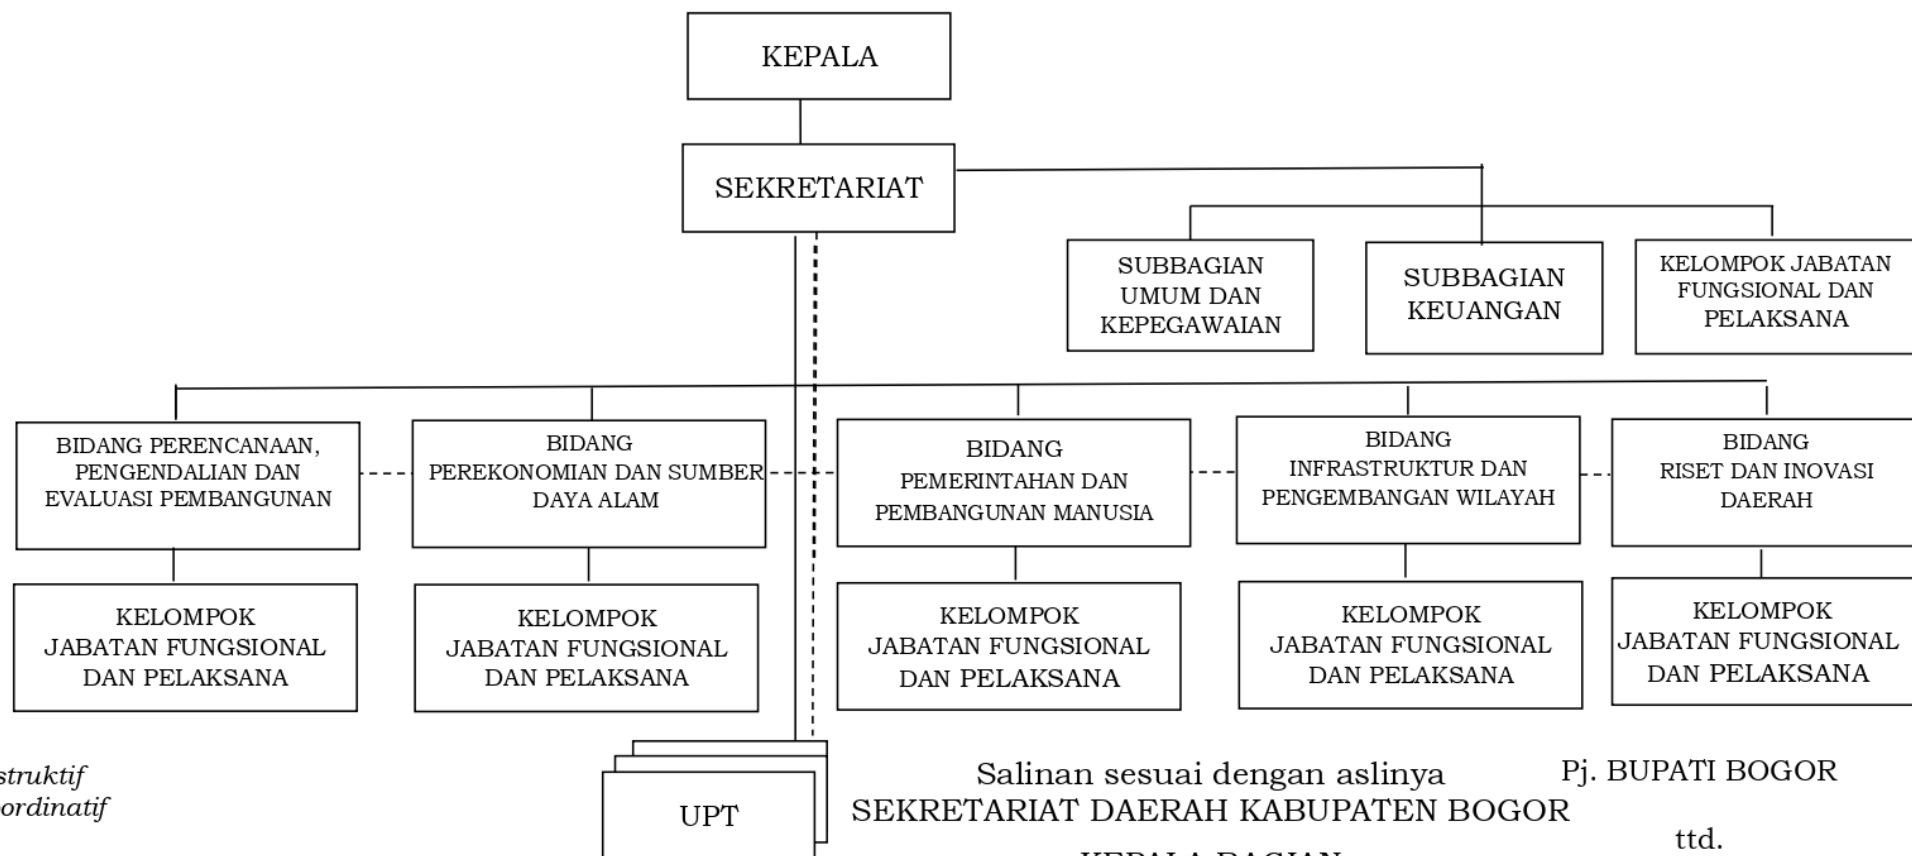 KEPALA
SEKRETARIAT
SUBBAGIAN
UMUM DAN
KEPEGAWAIAN
SUBBAGIAN
KEUANGAN
KELOMPOK JABATAN
FUNGSIONAL DAN
PELAKSANA
BIDANG PERENCANAAN,
PENGENDALIAN DAN
EVALUASI PEMBANGUNAN
BIDANG
PEREKONOMIAN DAN SUMBER
DAYA ALAM
BIDANG
PEMERINTAHAN DAN
PEMBANGUNAN MANUSIA
BIDANG
INFRASTRUKTUR DAN
PENGEMBANGAN WILAYAH
BIDANG
RISET DAN INOVASI
DAERAH
KELOMPOK
JABATAN FUNGSIONAL
DAN PELAKSANA
KELOMPOK
JABATAN FUNGSIONAL
DAN PELAKSANA
KELOMPOK
JABATAN FUNGSIONAL
DAN PELAKSANA
KELOMPOK
JABATAN FUNGSIONAL
DAN PELAKSANA
KELOMPOK
JABATAN FUNGSIONAL
DAN PELAKSANA
struktif
ordinatif
UPT
Salinan sesuai dengan aslinya
SEKRETARIAT DAERAH KABUPATEN BOGOR
KEPALA BAGIAN
Pj. BUPATI BOGOR
ttd.